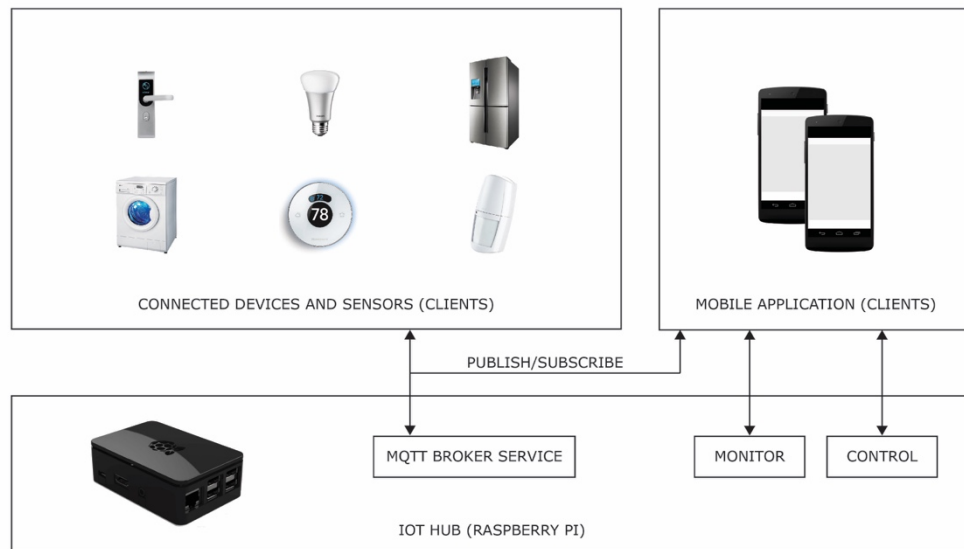 78
CONNECTED DEVICES AND SENSORS (CLIENTS)
MOBILE APPLICATION (CLIENTS)
PUBLISH/SUBSCRIBE
MQTT BROKER SERVICE
MONITOR
CONTROL
IOT HUB (RASPBERRY PI)